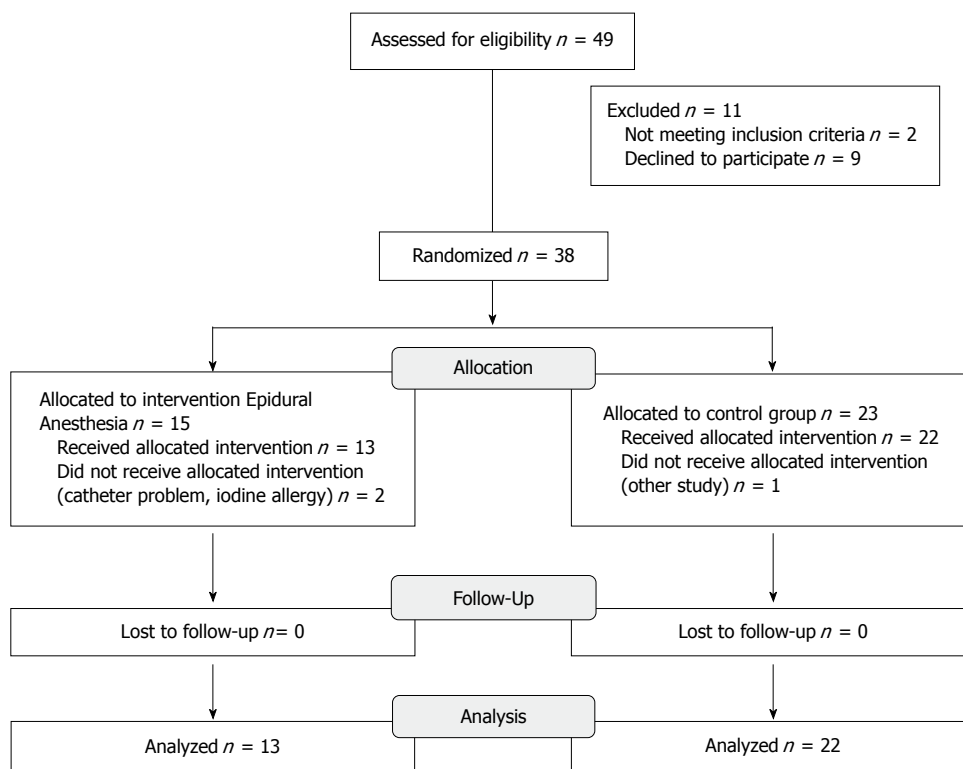 Assessed for eligibility n = 49
Excluded n = 11
Not meeting inclusion criteria n = 2
Declined to participate n = 9
Randomized n = 38
Allocation
Allocated to intervention Epidural
Anesthesia n = 15
Received allocated intervention n = 13
Did not receive allocated intervention
(catheter problem, iodine allergy) n = 2
Allocated to control group n = 23
Received allocated intervention n = 22
Did not receive allocated intervention
(other study) n = 1
Follow-Up
Lost to follow-up n= 0
Lost to follow-up n = 0
Analysis
Analyzed n = 13
Analyzed n = 22